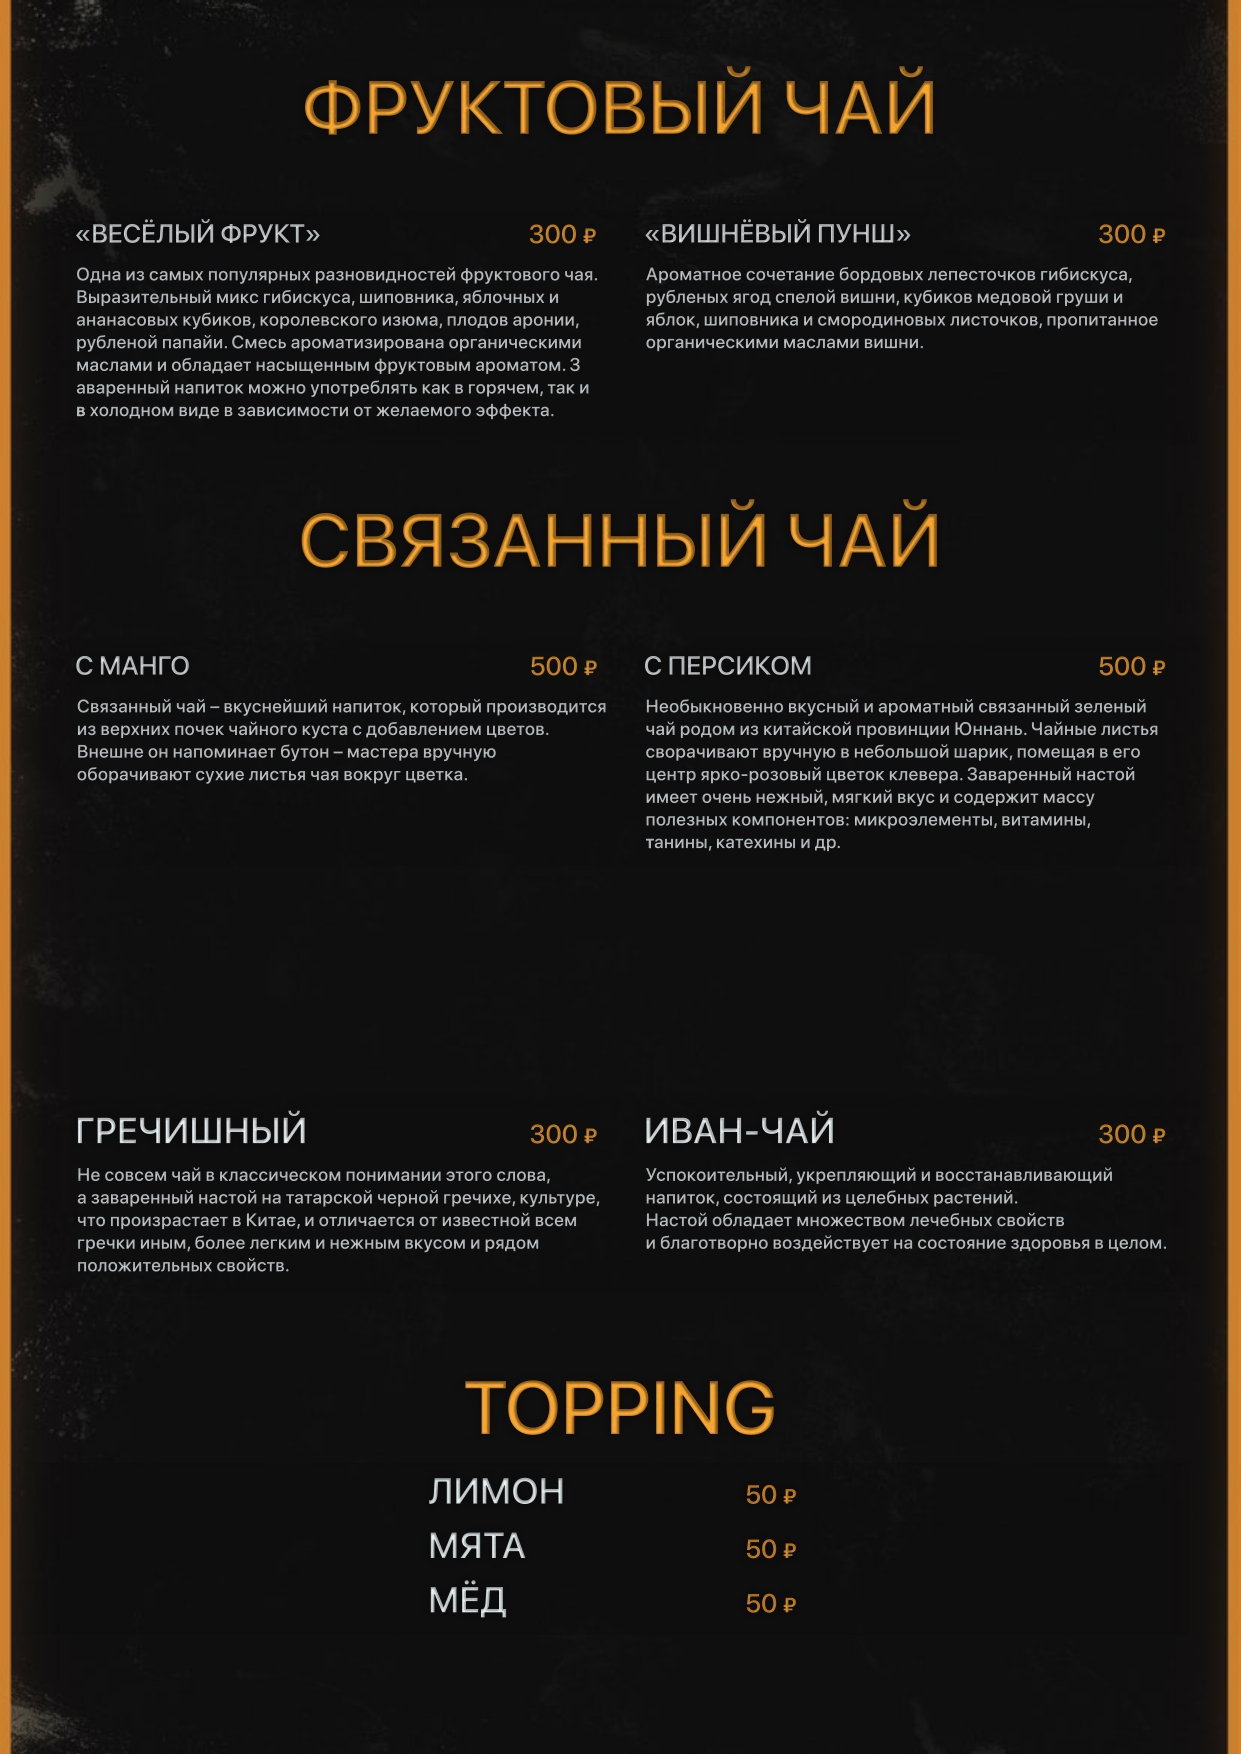 ФРУКТОВЫЙ ЧАЙ
«ВЕСЁЛЫЙ ФРУКТ» 300 ₽
Одна из самых популярных разновидностей фруктового чая.
Выразительный микс гибискуса, шиповника, яблочных и
ананасовых кубиков, королевского изюма, плодов аронии,
рубленой папайи. Смесь ароматизирована органическими
маслами и обладает насыщенным фруктовым ароматом. З
аваренный напиток можно употреблять как в горячем, так и
в холодном виде в зависимости от желаемого эффекта.
«ВИШНЁВЫЙ ПУНШ» 300 ₽
Ароматное сочетание бордовых лепесточков гибискуса,
рубленых ягод спелой вишни, кубиков медовой груши и
яблок, шиповника и смородиновых листочков, пропитанное
органическими маслами вишни.
СВЯЗАННЫЙ ЧАЙ
С МАНГО 500 ₽
Связанный чай – вкуснейший напиток, который производится
из верхних почек чайного куста с добавлением цветов.
Внешне он напоминает бутон – мастера вручную
оборачивают сухие листья чая вокруг цветка.
С ПЕРСИКОМ 500 ₽
Необыкновенно вкусный и ароматный связанный зеленый
чай родом из китайской провинции Юннань. Чайные листья
сворачивают вручную в небольшой шарик, помещая в его
центр ярко-розовый цветок клевера. Заваренный настой
имеет очень нежный, мягкий вкус и содержит массу
полезных компонентов: микроэлементы, витамины,
танины, катехины и др.
ГРЕЧИШНЫЙ 300 ₽
Не совсем чай в классическом понимании этого слова,
а заваренный настой на татарской черной гречихе, культуре,
что произрастает в Китае, и отличается от известной всем
гречки иным, более легким и нежным вкусом и рядом
положительных свойств.
ИВАН-ЧАЙ 300 ₽
Успокоительный, укрепляющий и восстанавливающий
напиток, состоящий из целебных растений.
Настой обладает множеством лечебных свойств
и благотворно воздействует на состояние здоровья в целом.
TOPPING
ЛИМОН 50 ₽
МЯТА 50 ₽
МЁД 50 ₽